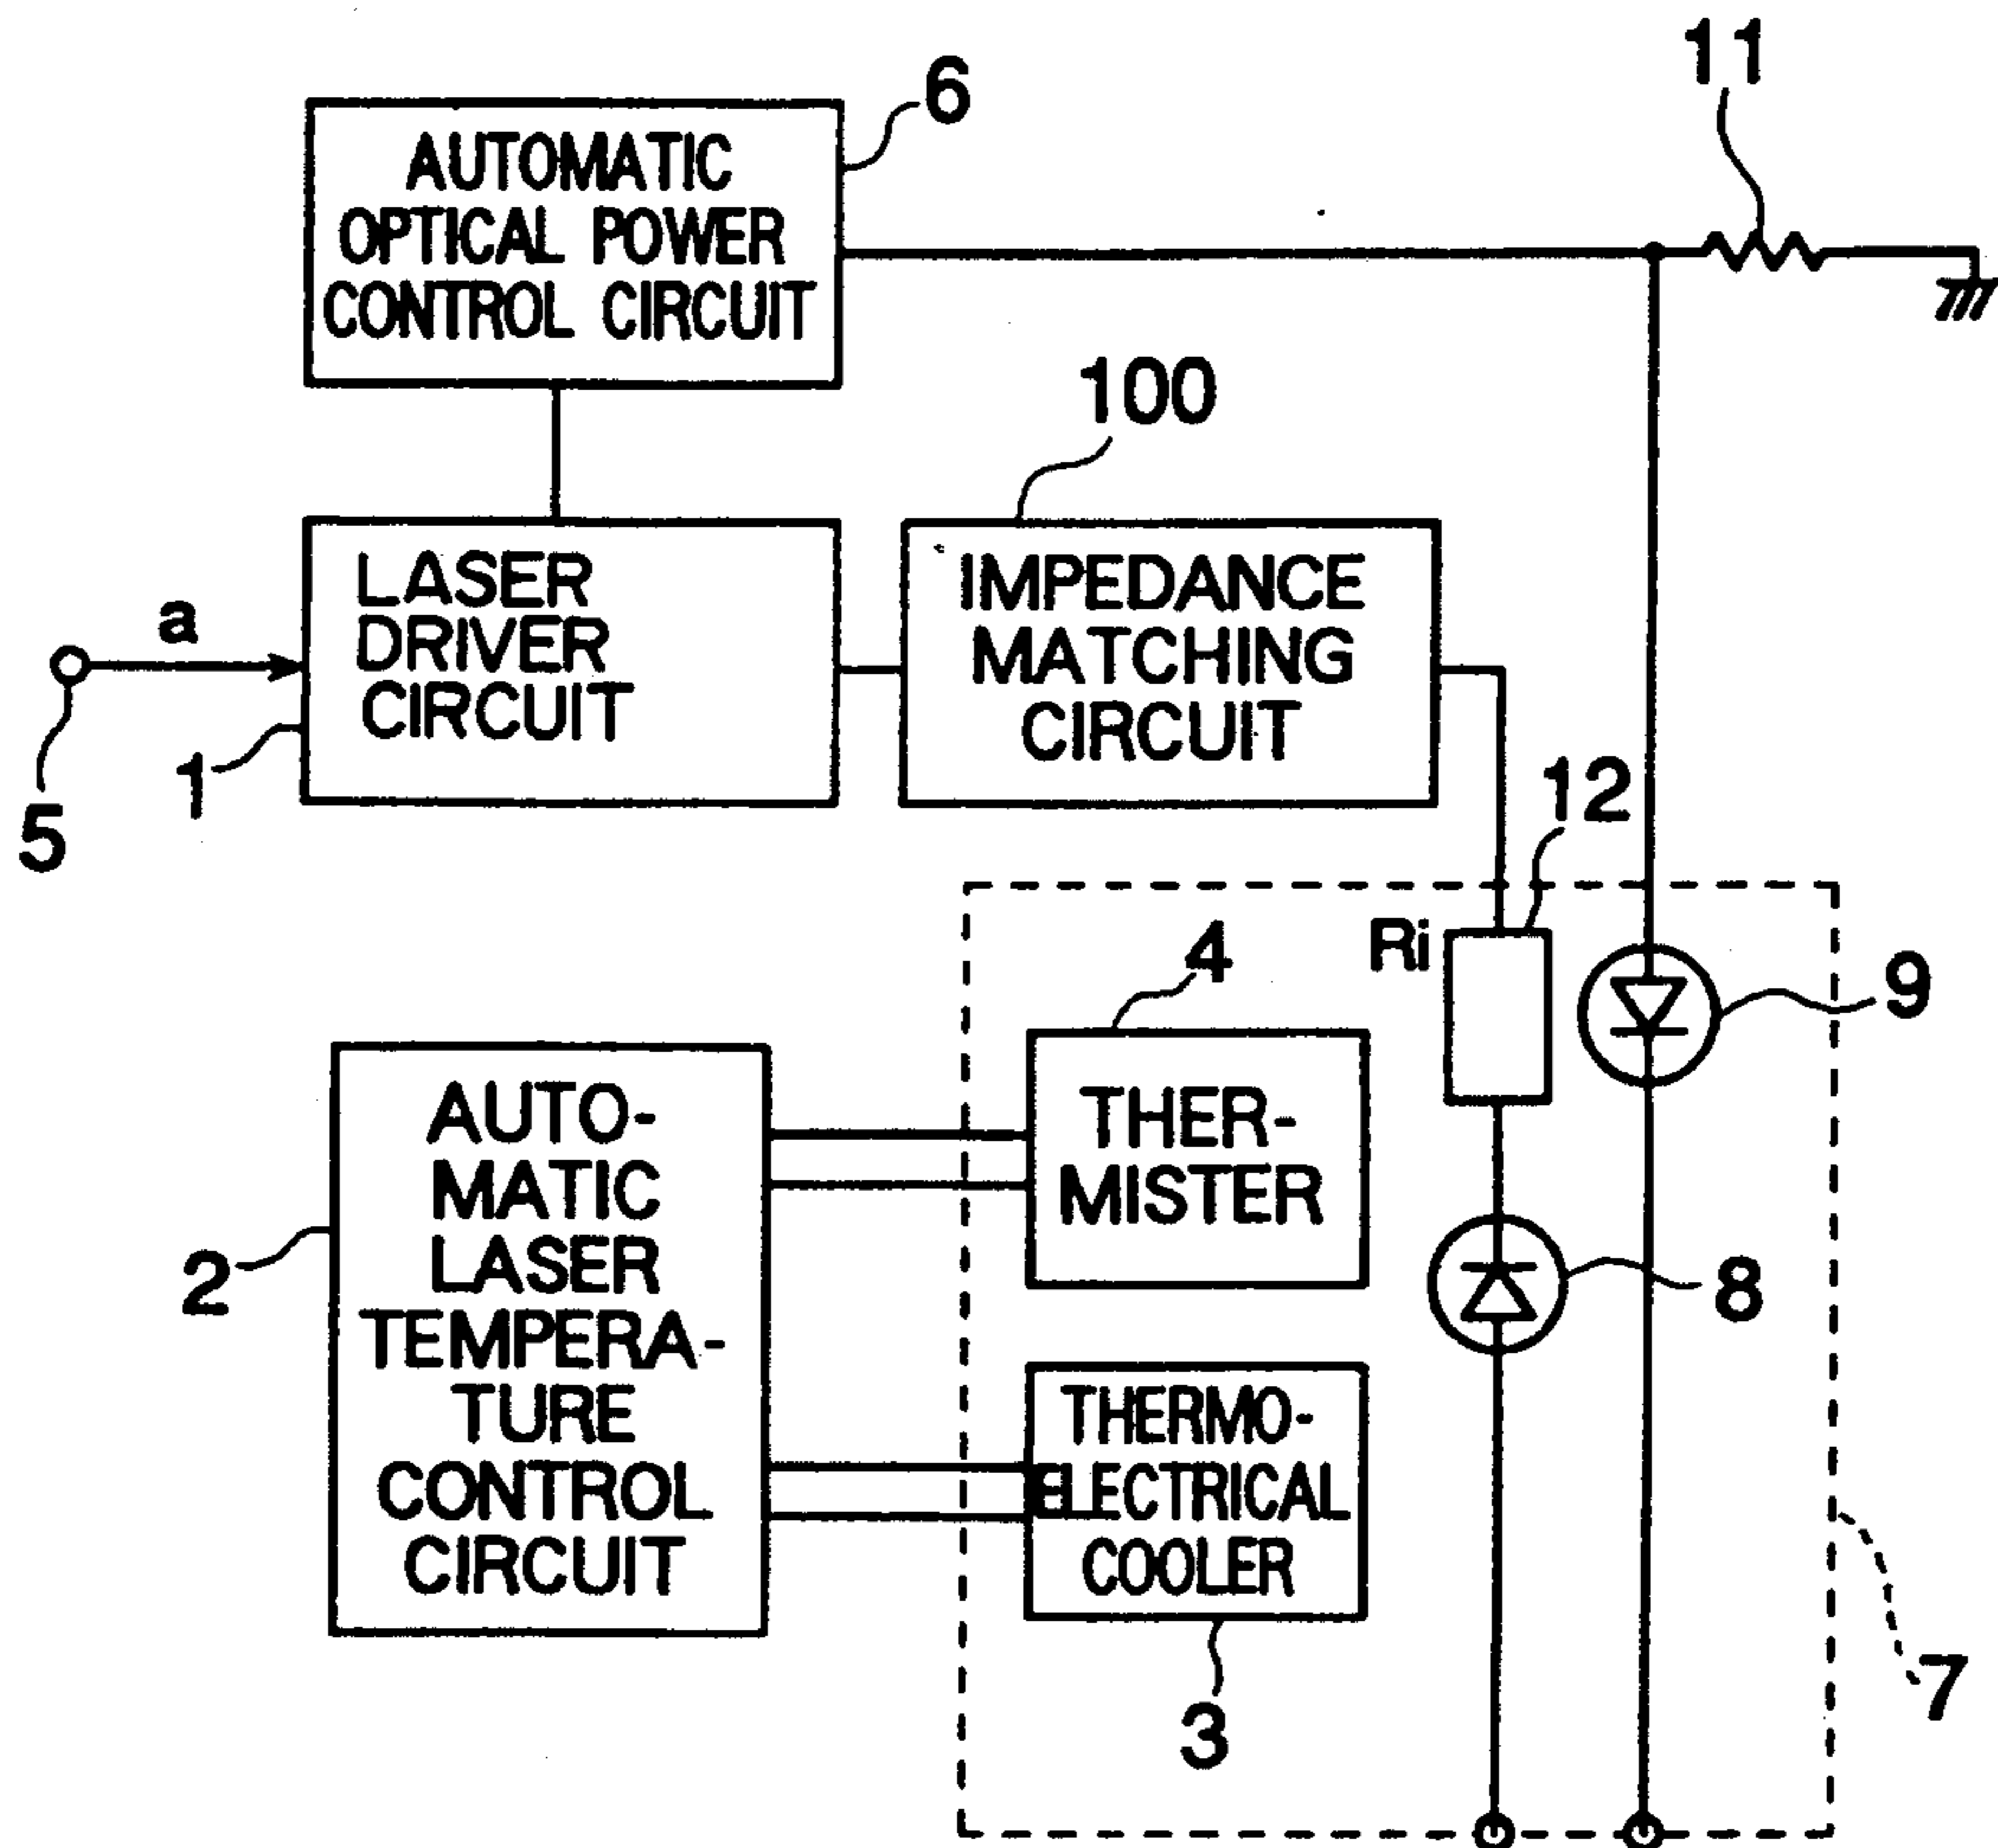 11
6
AUTOMATIC
OPTICAL POWER
CONTROL CIRCUIT
100
a
LASER
DRIVER
CIRCUIT
IMPEDANCE
MATCHING
CIRCUIT
1
5
12
Ri
4
9
THER-
MISTER
AUTO-
MATIC
LASER
TEMPERA-
TURE
CONTROL
CIRCUIT
2
8
THERMO-
ELECTRICAL
COOLER
3
7